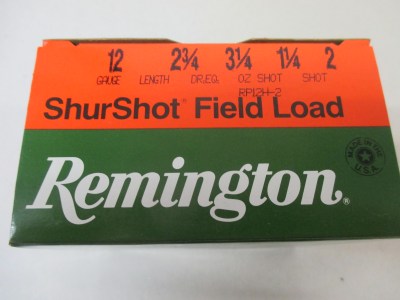 12 2¾ 3¼ 1¼ 2
GAUGE LENGTH DR.EQ. OZ SHOT SHOT
RP12H-2
ShurShot® Field Load
MADE IN THE U.S.A.
Remington®